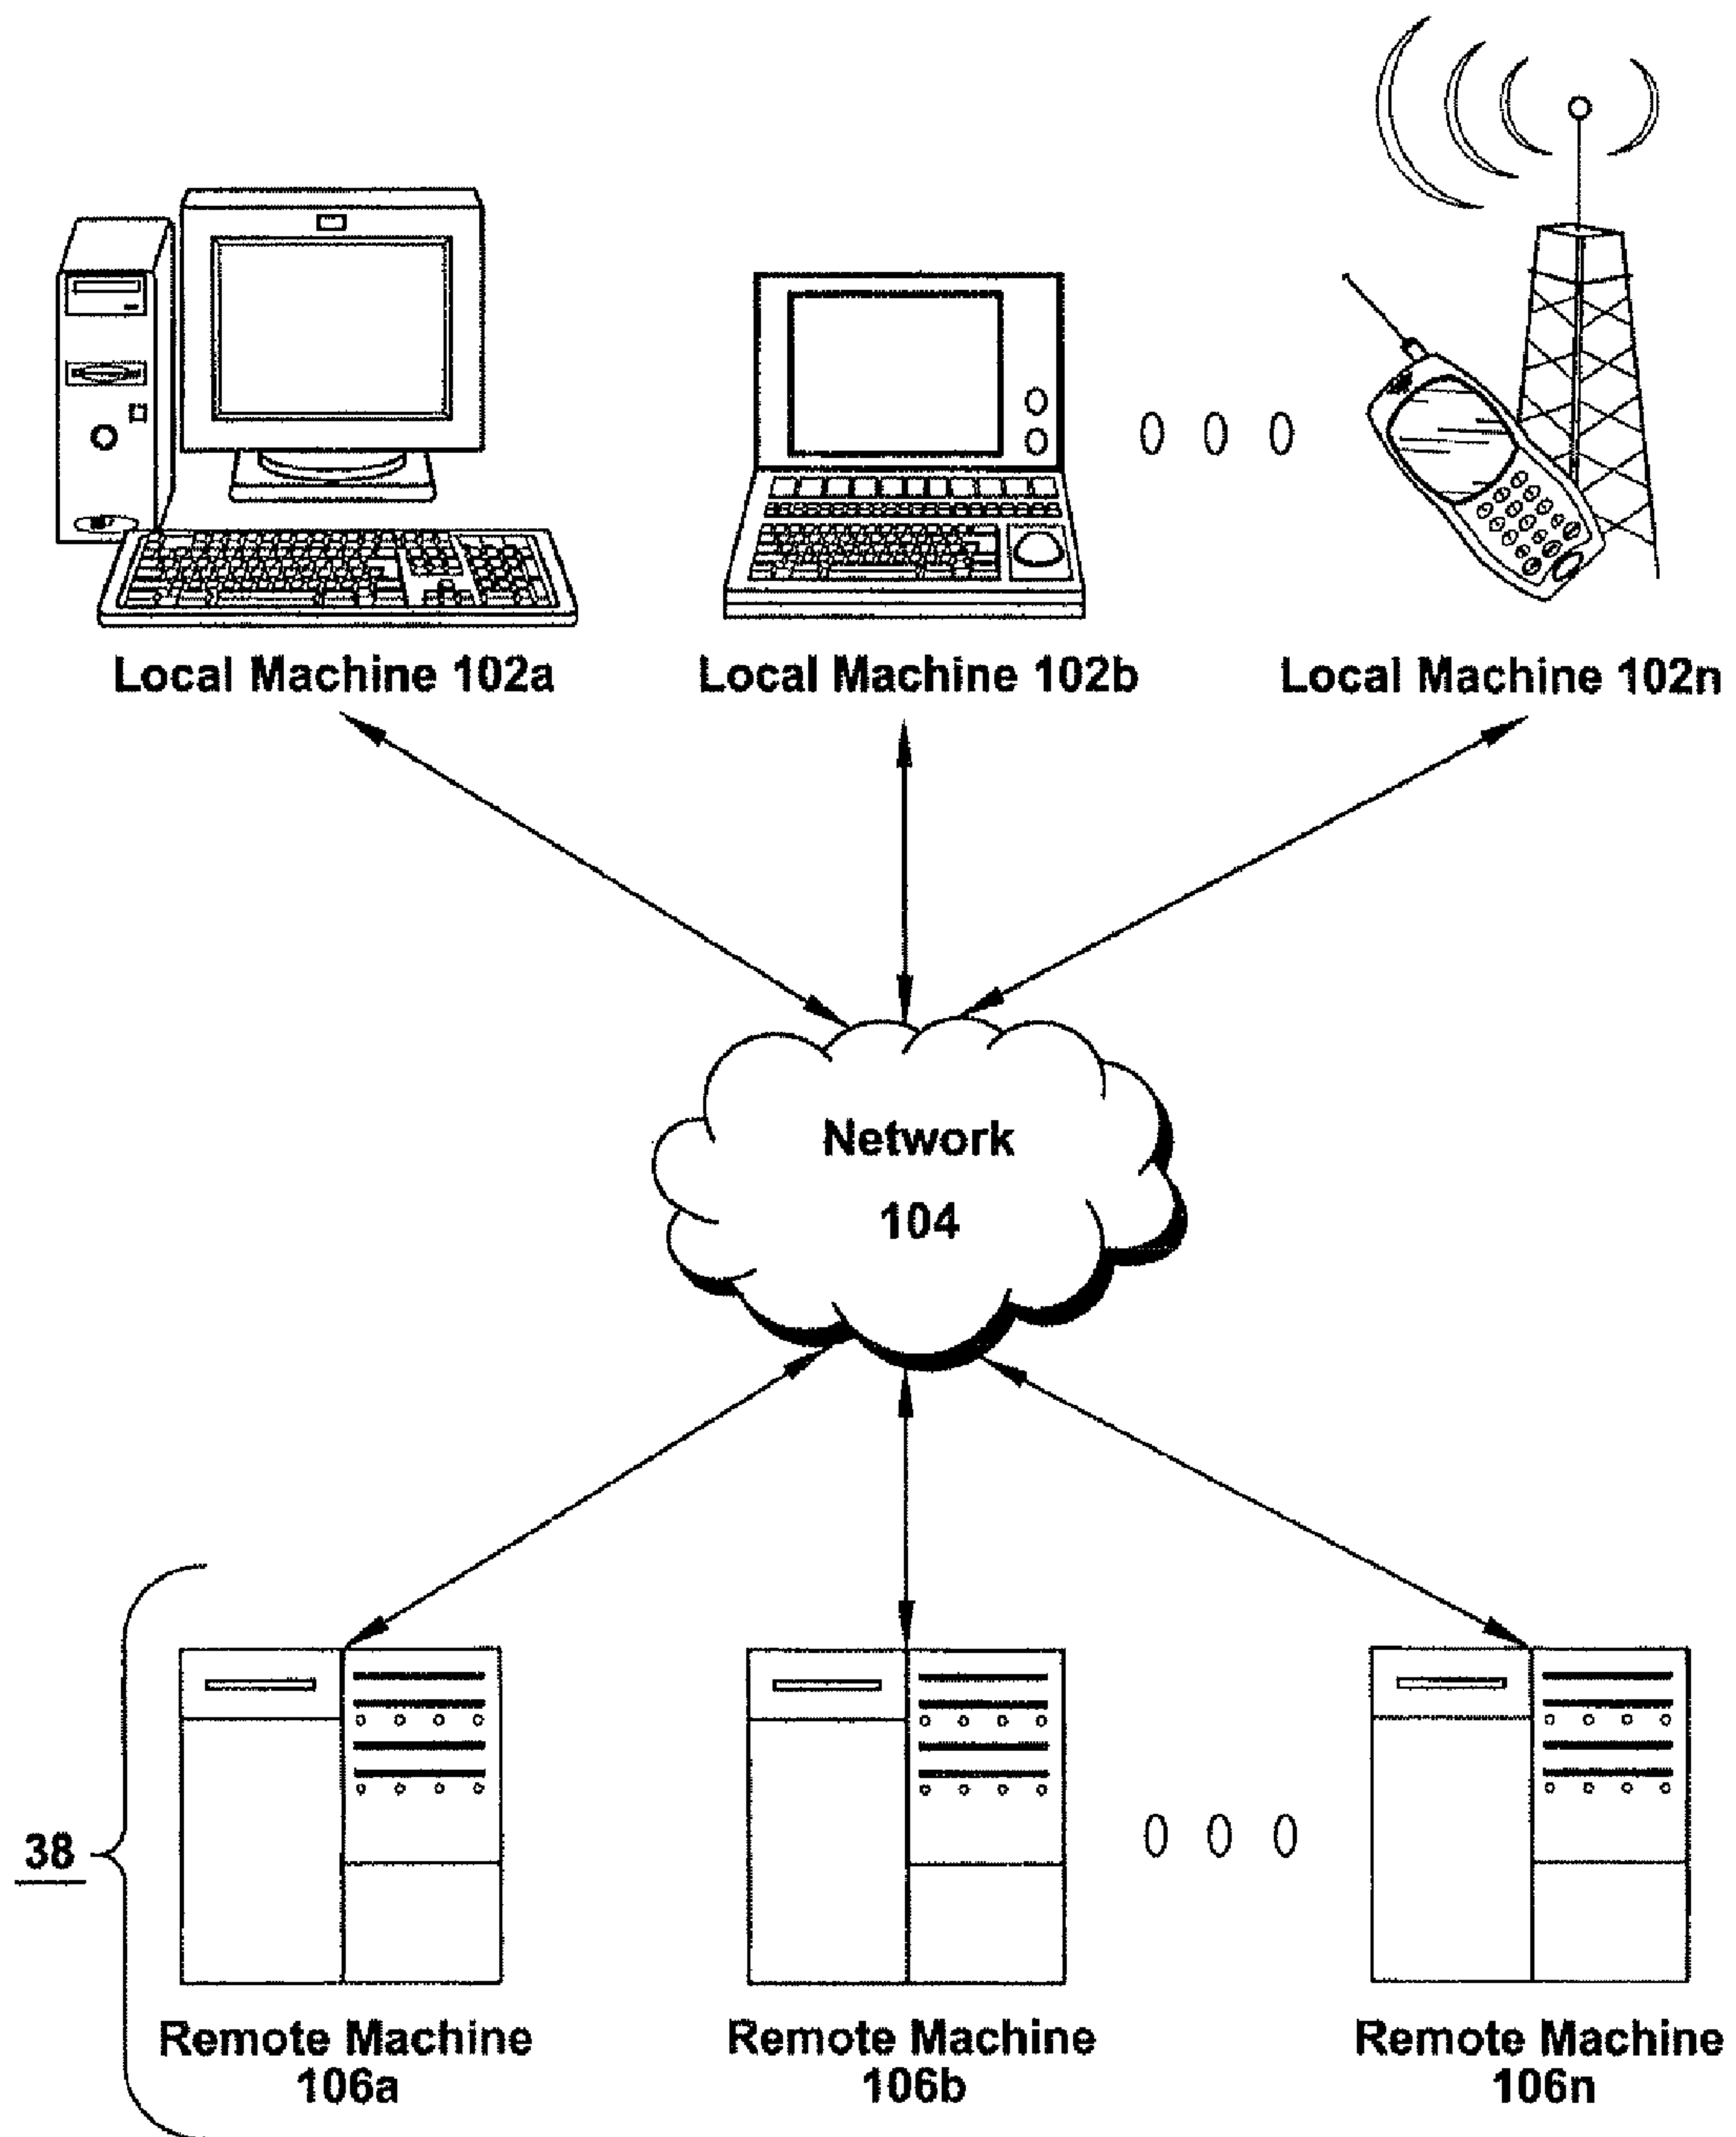 Local Machine 102a
Local Machine 102b
Local Machine 102n
Network
104
38
Remote Machine
106a
Remote Machine
106b
Remote Machine
106n